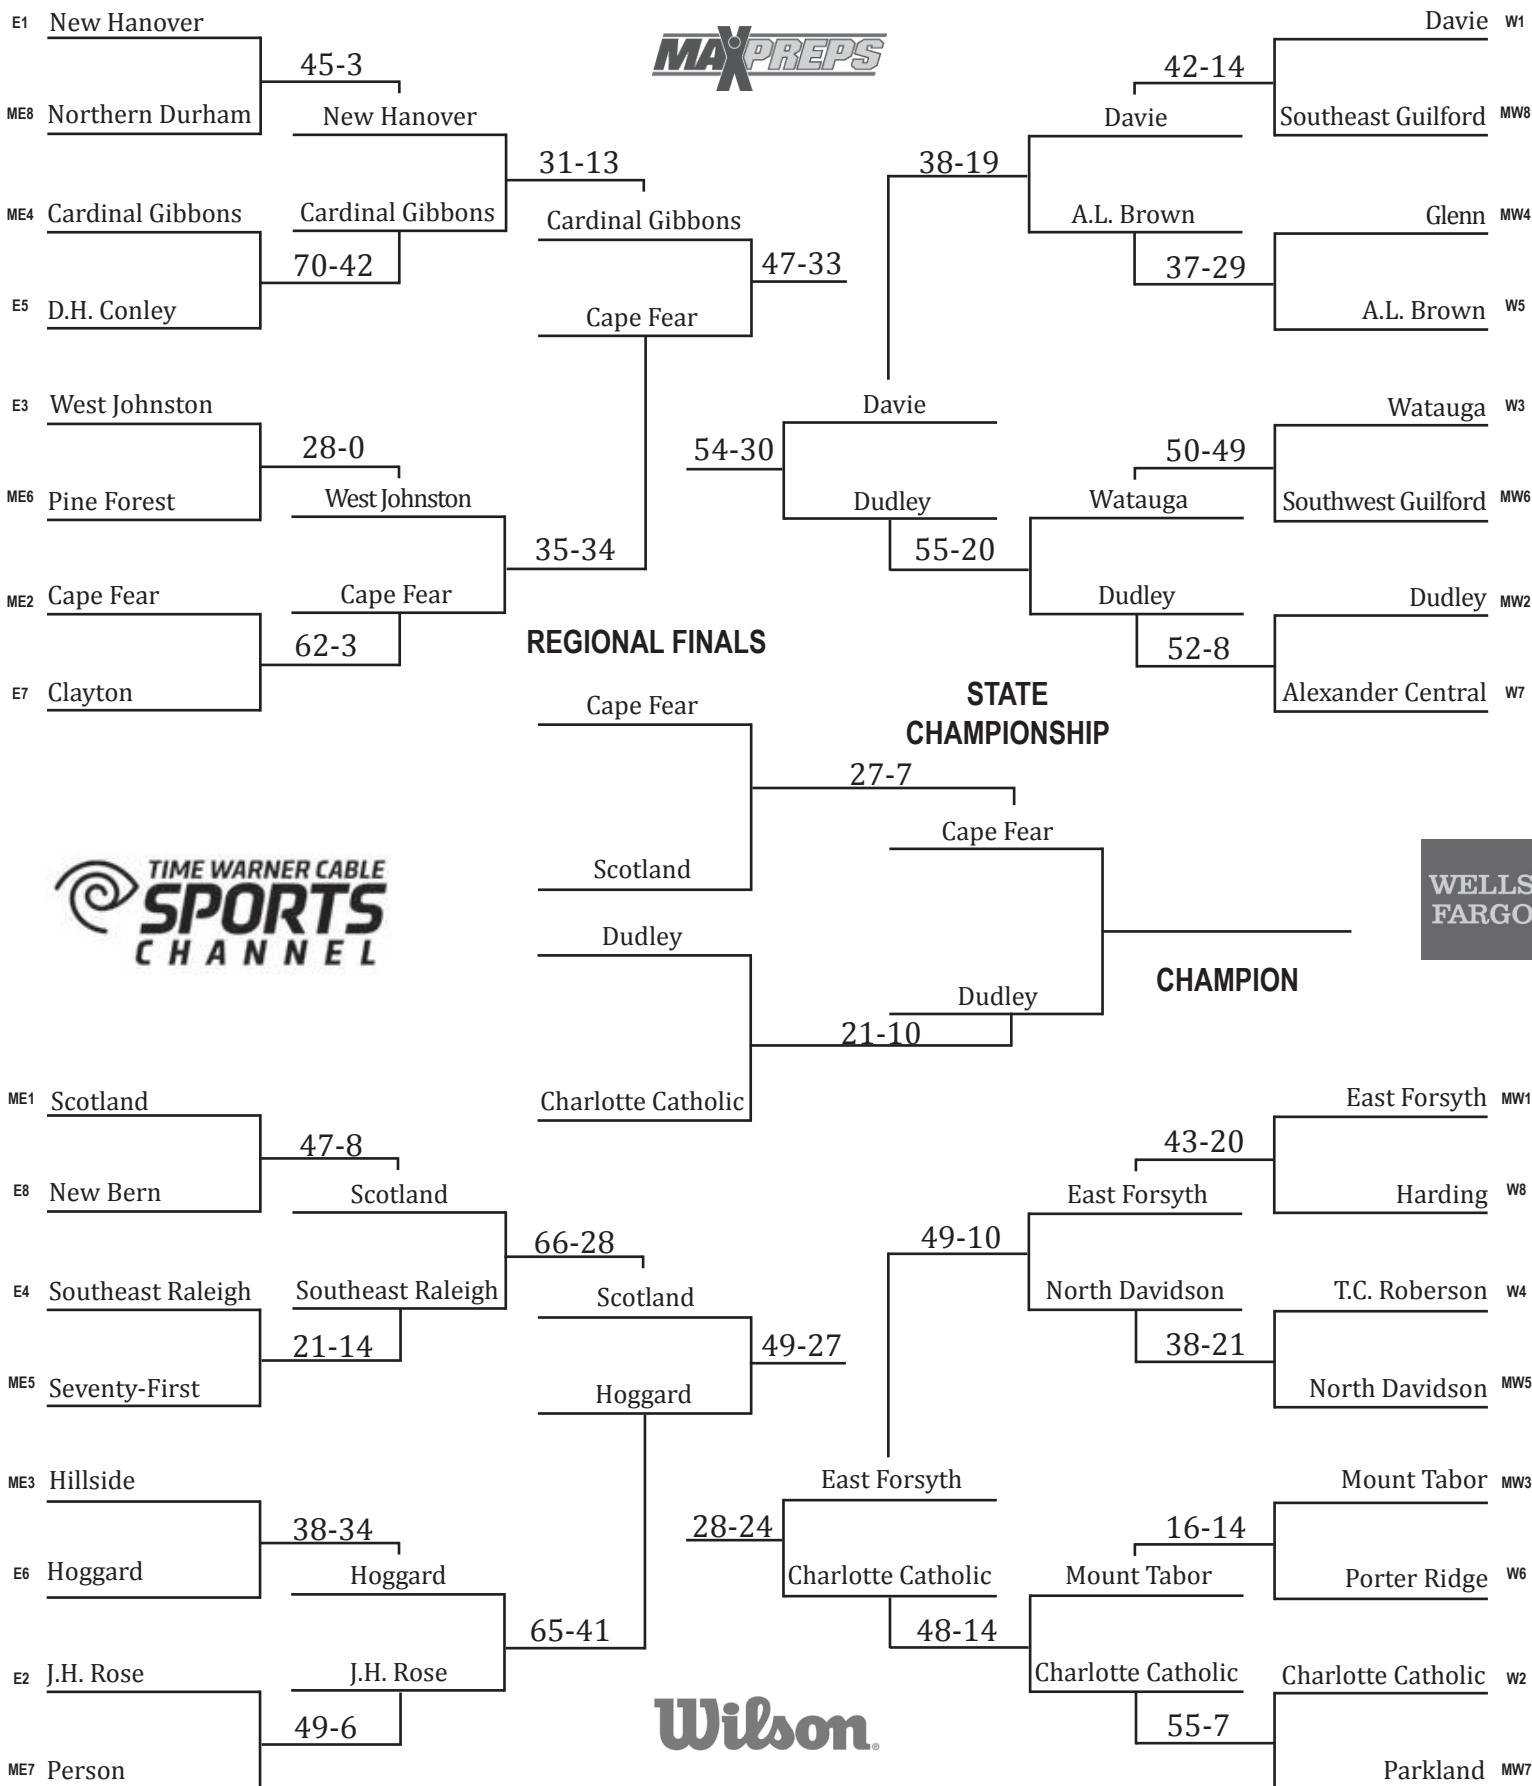 E1 New Hanover
45-3
ME8 Northern Durham
New Hanover
31-13
ME4 Cardinal Gibbons
Cardinal Gibbons
70-42
E5 D.H. Conley
Cardinal Gibbons
47-33
Cape Fear
E3 West Johnston
28-0
ME6 Pine Forest
West Johnston
35-34
ME2 Cape Fear
Cape Fear
62-3
E7 Clayton
MAXPREPS
Davie W1
42-14
Southeast Guilford MW8
Davie
38-19
A.L. Brown
Glenn MW4
37-29
A.L. Brown W5
Davie
54-30
Dudley
Watauga W3
50-49
Southwest Guilford MW6
Watauga
55-20
Dudley
Dudley MW2
52-8
Alexander Central W7
REGIONAL FINALS
STATE
CHAMPIONSHIP
Cape Fear
27-7
Scotland
Cape Fear
Dudley
Dudley
21-10
Charlotte Catholic
CHAMPION
TIME WARNER CABLE
SPORTS
CHANNEL
WELLS
FARGO
ME1 Scotland
47-8
E8 New Bern
Scotland
66-28
E4 Southeast Raleigh
Southeast Raleigh
21-14
ME5 Seventy-First
Scotland
49-27
Hoggard
ME3 Hillside
38-34
E6 Hoggard
Hoggard
65-41
E2 J.H. Rose
J.H. Rose
49-6
ME7 Person
East Forsyth MW1
43-20
Harding W8
East Forsyth
49-10
North Davidson
T.C. Roberson W4
38-21
North Davidson MW5
East Forsyth
28-24
Charlotte Catholic
Mount Tabor MW3
16-14
Porter Ridge W6
Mount Tabor
48-14
Charlotte Catholic
Charlotte Catholic W2
55-7
Parkland MW7
Wilson®